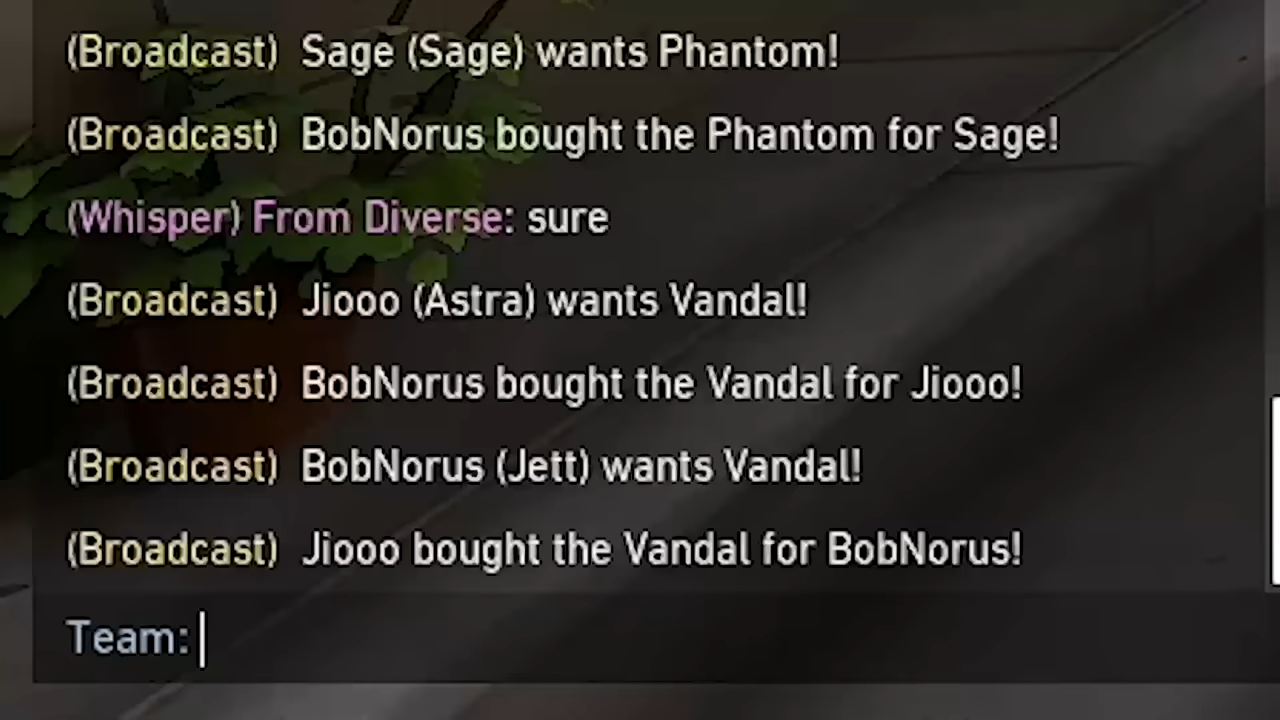 (Broadcast) Sage (Sage) wants Phantom!
(Broadcast) BobNorus bought the Phantom for Sage!
(Whisper) From Diverse: sure
(Broadcast) Jiooo (Astra) wants Vandal!
(Broadcast) BobNorus bought the Vandal for Jiooo!
(Broadcast) BobNorus (Jett) wants Vandal!
(Broadcast) Jiooo bought the Vandal for BobNorus!
Team: